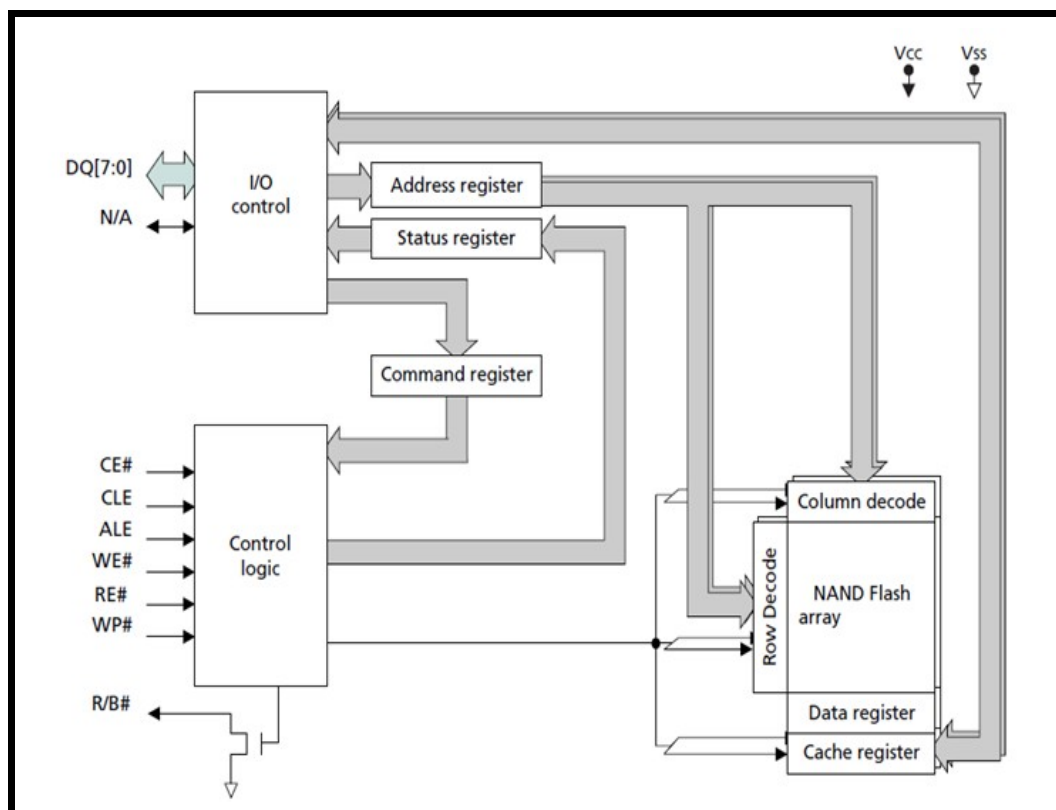 Vcc
Vss
DQ[7:0]
N/A
I/O
control
Address register
Status register
Command register
CE#
CLE
ALE
WE#
RE#
WP#
R/B#
Control
logic
Column decode
Row Decode
NAND Flash
array
Data register
Cache register